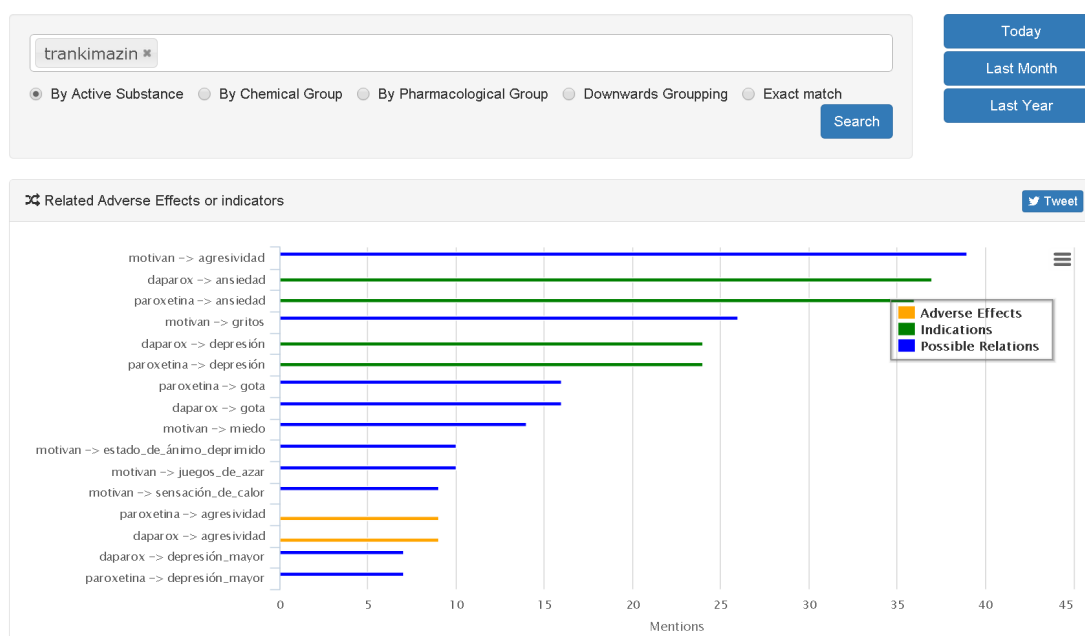 trankimazin ×
Today
Last Month
Last Year
By Active Substance By Chemical Group By Pharmacological Group Downwards Groupping Exact match
Search
Related Adverse Effects or indicators
Tweet
motivan -> agresividad
daparox -> ansiedad
paroxetina -> ansiedad
motivan -> gritos
daparox -> depresión
paroxetina -> depresión
paroxetina -> gota
daparox -> gota
motivan -> miedo
motivan -> estado_de_ánimo_deprimido
motivan -> juegos_de_azar
motivan -> sensación_de_calor
paroxetina -> agresividad
daparox -> agresividad
daparox -> depresión_mayor
paroxetina -> depresión_mayor
Adverse Effects
Indications
Possible Relations
0 5 10 15 20 25 30 35 40 45
Mentions